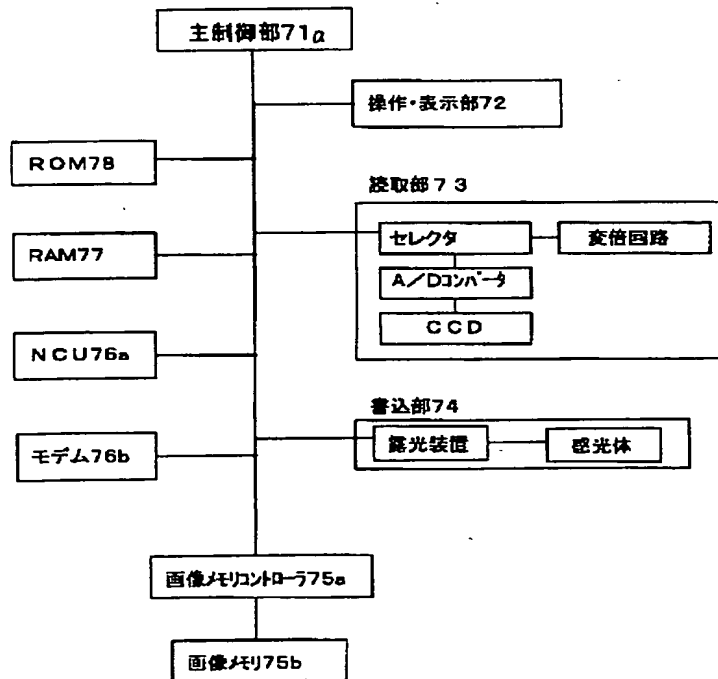 主制御部71a
操作・表示部72
ROM78
読取部73
セレクタ
変倍回路
RAM77
A/Dコンバータ
CCD
NCU76a
書込部74
露光装置
感光体
モデム76b
画像メモリコントローラ75a
画像メモリ75b